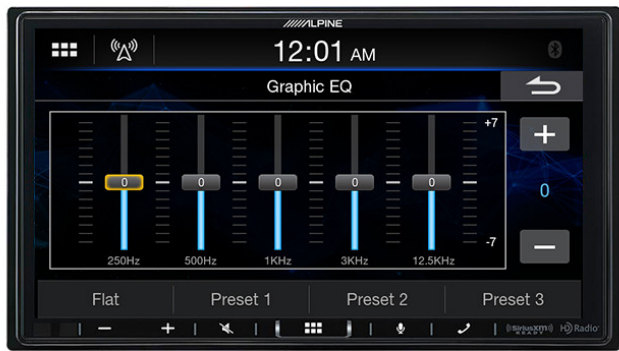 ALPINE
12:01 AM
Graphic EQ
+7
+
0 0 0 0 0
0
-7
−
250Hz 500Hz 1KHz 3KHz 12.5KHz
Flat Preset 1 Preset 2 Preset 3
− + ((SiriusXM)) READY HD Radio